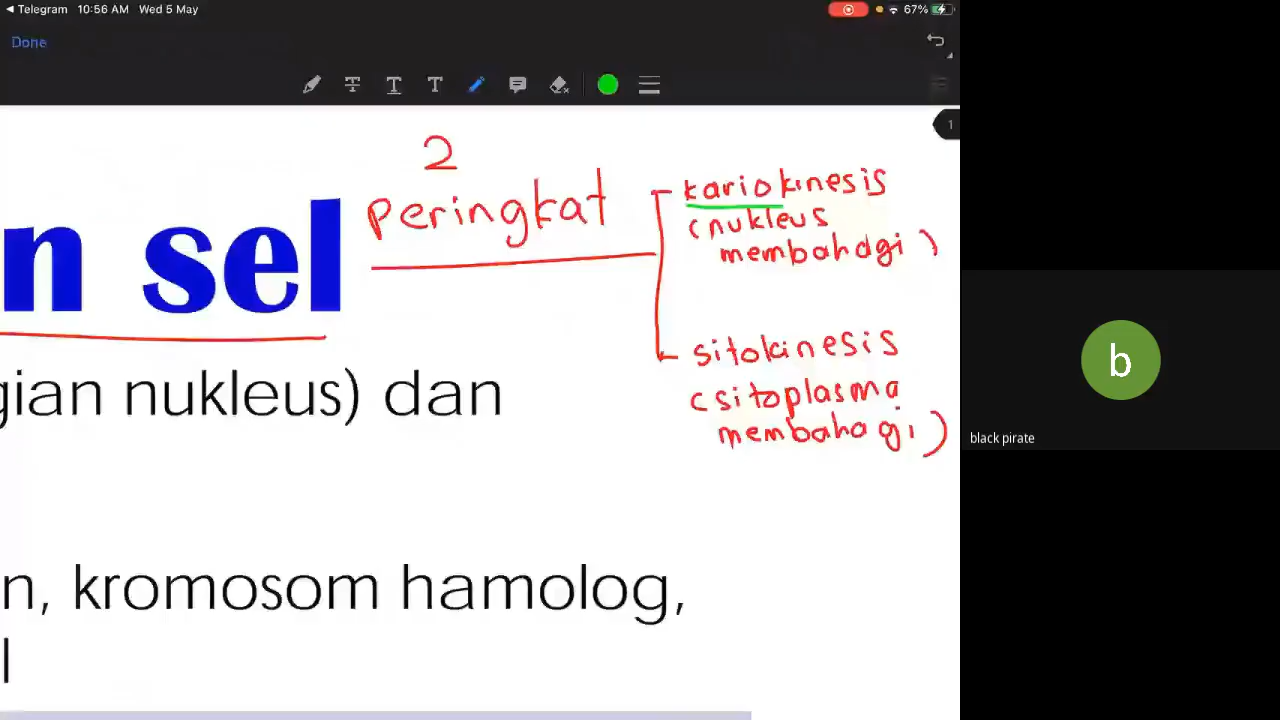 Telegram 10:56 AM Wed 5 May 67%
Done
1
2
peringkat
kariokinesis
(nukleus
membahagi)
n sel
sitokinesis
(sitoplasma
membahagi)
gian nukleus) dan
b
black pirate
n, kromosom hamolog,
l